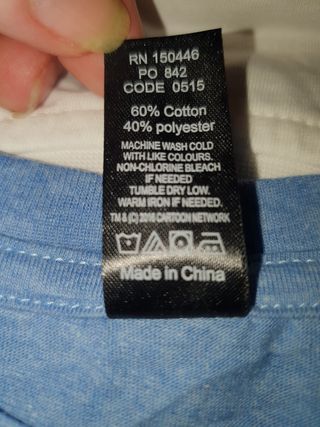 RN 150446
PO 842
CODE 0515
60% Cotton
40% polyester
MACHINE WASH COLD
WITH LIKE COLOURS.
NON-CHLORINE BLEACH
IF NEEDED
TUMBLE DRY LOW.
WARM IRON IF NEEDED.
TM & (C) 2016 CARTOON NETWORK
Made in China